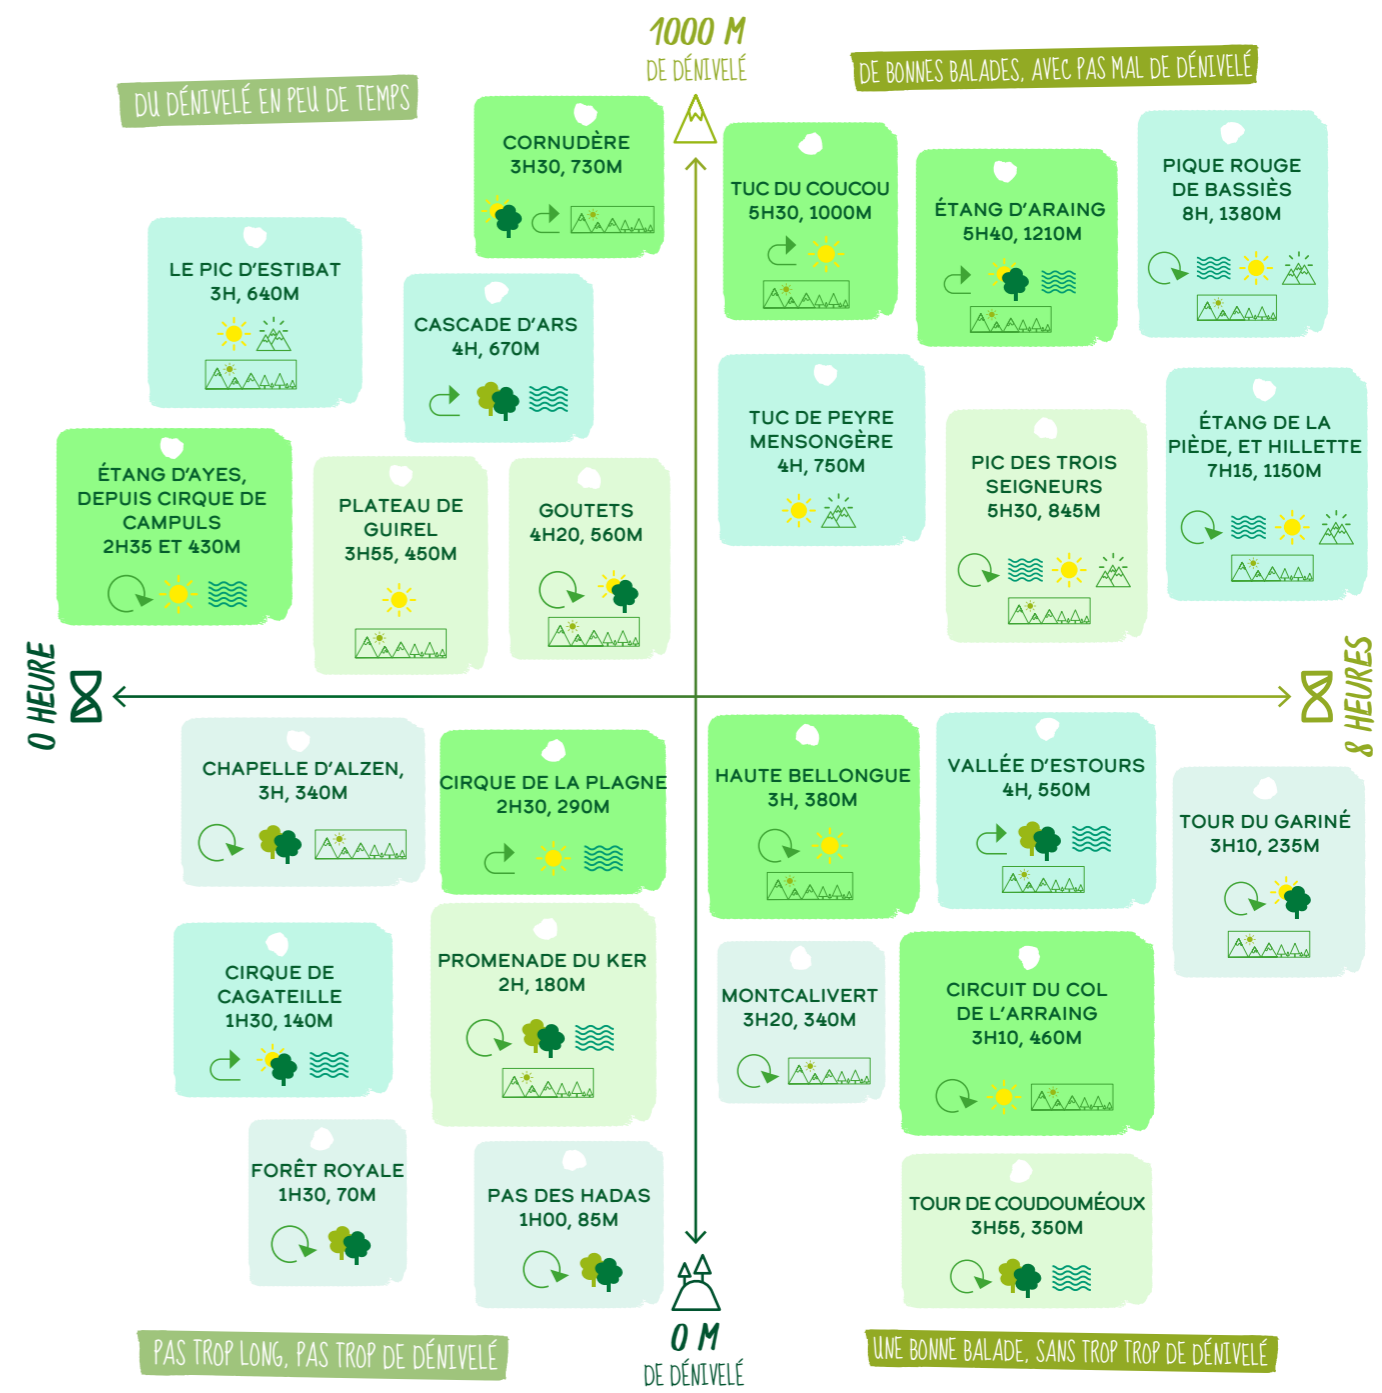 1000 M
DE DÉNIVELÉ
DU DÉNIVELÉ EN PEU DE TEMPS
DE BONNES BALADES, AVEC PAS MAL DE DÉNIVELÉ
CORNUDÈRE
3H30, 730M
LE PIC D'ESTIBAT
3H, 640M
CASCADE D'ARS
4H, 670M
ÉTANG D'AYES,
DEPUIS CIRQUE DE
CAMPULS
2H35 ET 430M
PLATEAU DE
GUIREL
3H55, 450M
GOUTETS
4H20, 560M
TUC DU COUCOU
5H30, 1000M
ÉTANG D'ARAING
5H40, 1210M
PIQUE ROUGE
DE BASSIÈS
8H, 1380M
TUC DE PEYRE
MENSONGÈRE
4H, 750M
PIC DES TROIS
SEIGNEURS
5H30, 845M
ÉTANG DE LA
PIÈDE, ET HILLETTE
7H15, 1150M
0 HEURE
8 HEURES
CHAPELLE D'ALZEN,
3H, 340M
CIRQUE DE LA PLAGNE
2H30, 290M
CIRQUE DE
CAGATEILLE
1H30, 140M
PROMENADE DU KER
2H, 180M
FORÊT ROYALE
1H30, 70M
PAS DES HADAS
1H00, 85M
HAUTE BELLONGUE
3H, 380M
VALLÉE D'ESTOURS
4H, 550M
TOUR DU GARINÉ
3H10, 235M
MONTCALIVERT
3H20, 340M
CIRCUIT DU COL
DE L'ARRAING
3H10, 460M
TOUR DE COUDOUMÉOUX
3H55, 350M
PAS TROP LONG, PAS TROP DE DÉNIVELÉ
0 M
DE DÉNIVELÉ
UNE BONNE BALADE, SANS TROP TROP DE DÉNIVELÉ